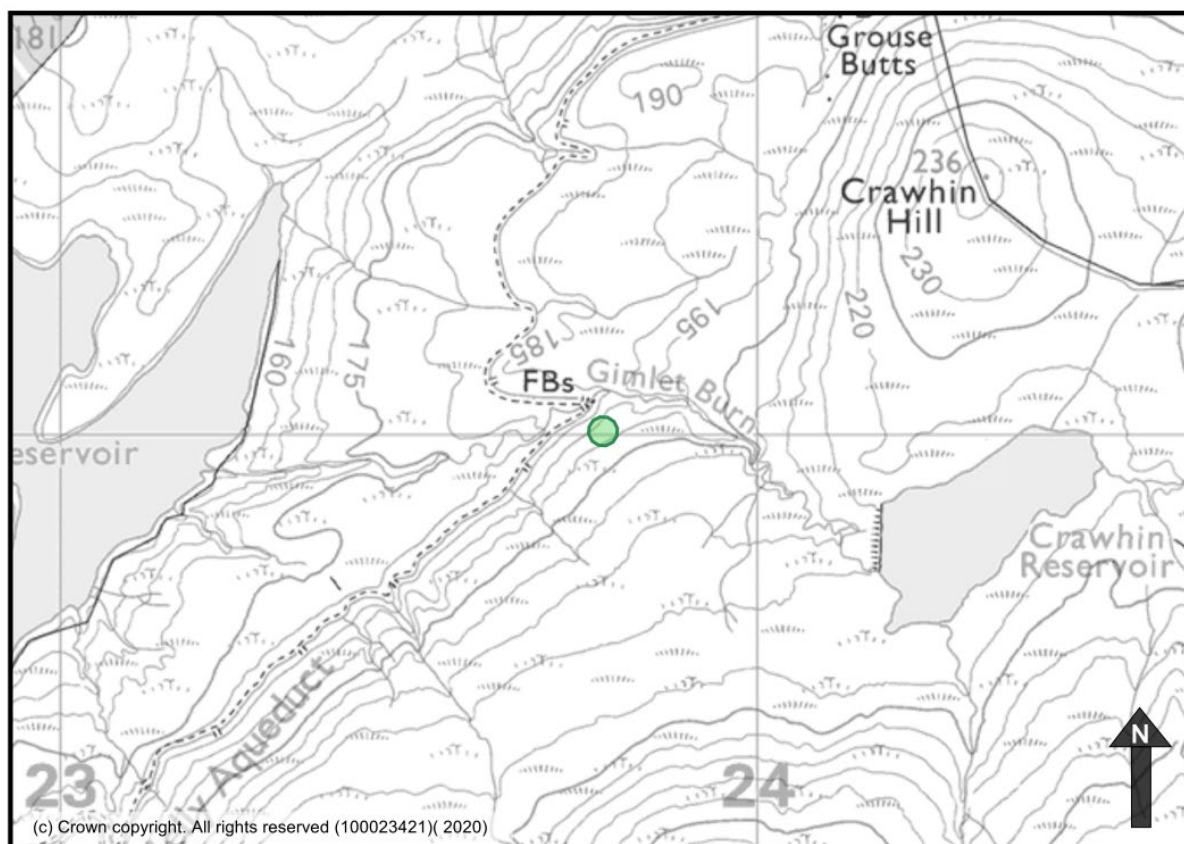 181
Grouse
Butts
190
236
Crawhin
Hill
230
220
195
185
175
160
FBs
Gimlet Burn
eservoir
Crawhin
Reservoir
Aqueduct
23
24
N
(c) Crown copyright. All rights reserved (100023421)( 2020)